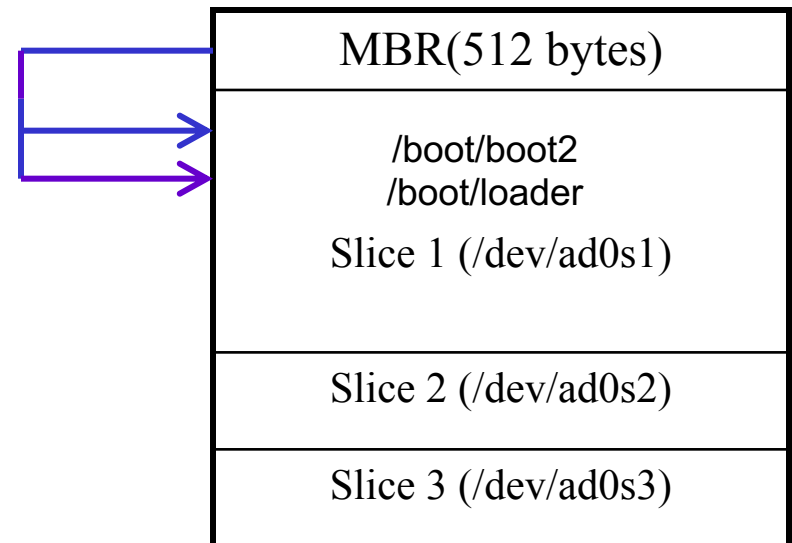 MBR(512 bytes)
/boot/boot2
/boot/loader
Slice 1 (/dev/ad0s1)
Slice 2 (/dev/ad0s2)
Slice 3 (/dev/ad0s3)